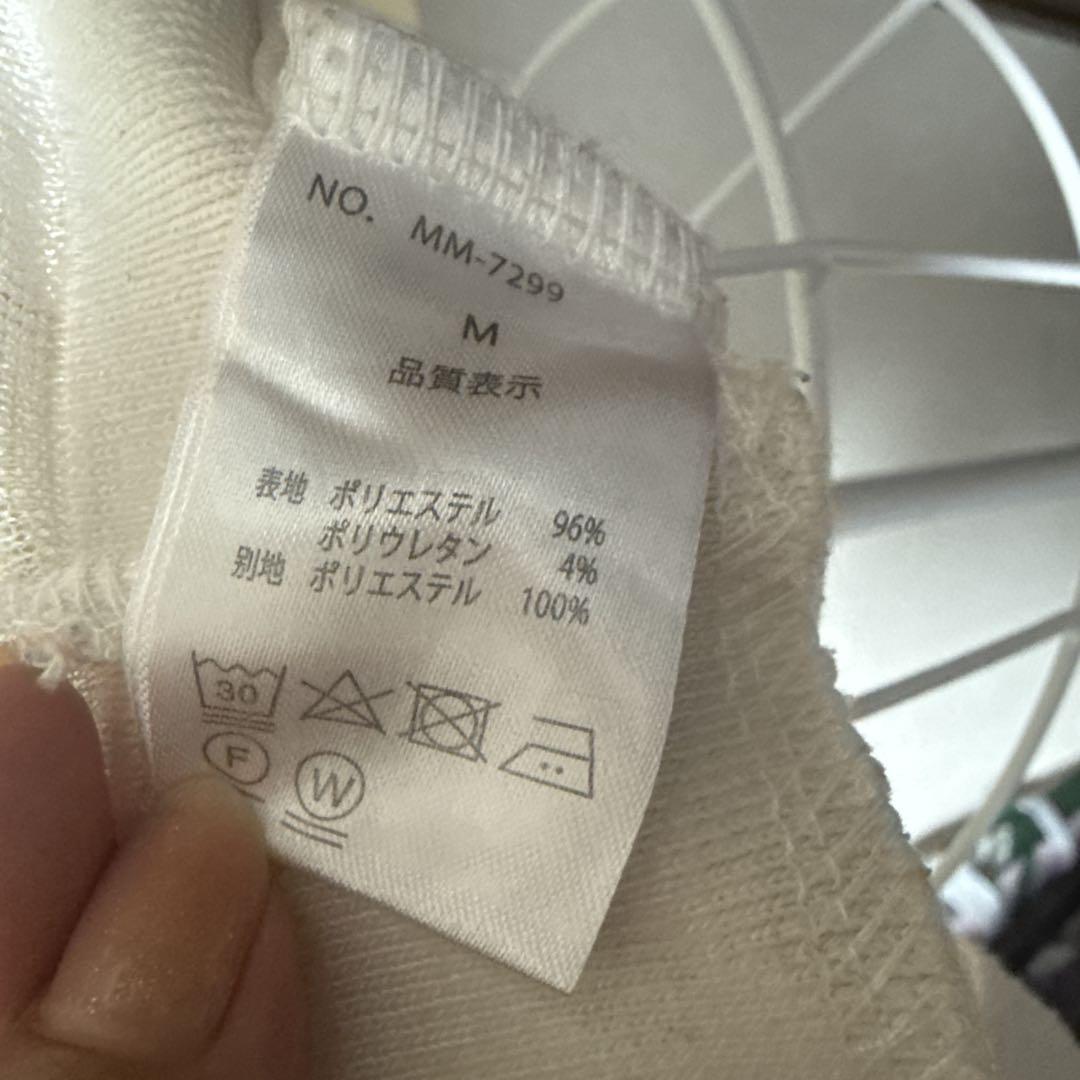 NO. MM-7299
M
品質表示
表地 ポリエステル 96%
ポリウレタン 4%
別地 ポリエステル 100%
30
F
W